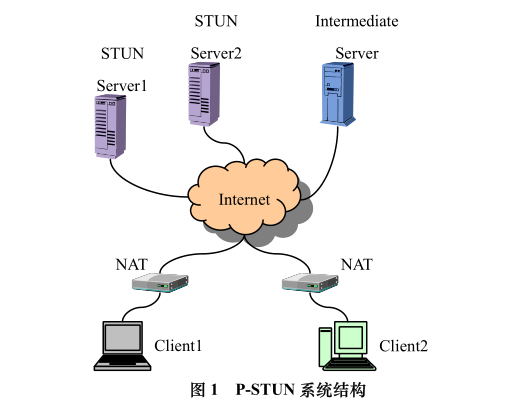 STUN
Server1
STUN
Server2
Intermediate
Server
Internet
NAT
NAT
Client1
Client2
图 1 P-STUN 系统结构